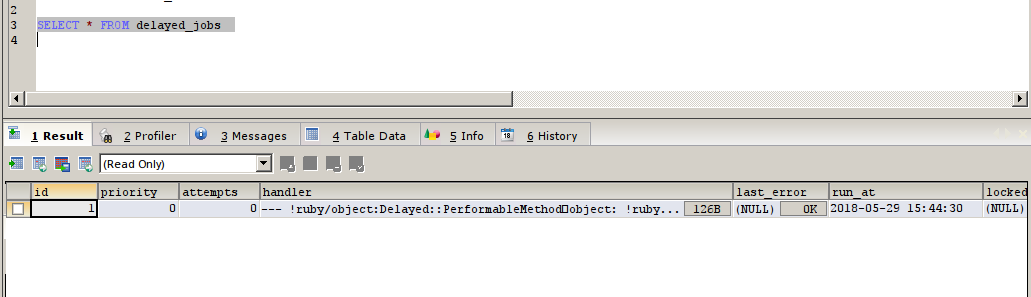 2
3 SELECT * FROM delayed_jobs
4
1 Result 2 Profiler 3 Messages 4 Table Data 5 Info 18 6 History
(Read Only)
id priority attempts handler last_error run_at locked
1 0 0 --- !ruby/object:Delayed::PerformableMethod□object: !ruby... 126B (NULL) 0K 2018-05-29 15:44:30 (NULL)